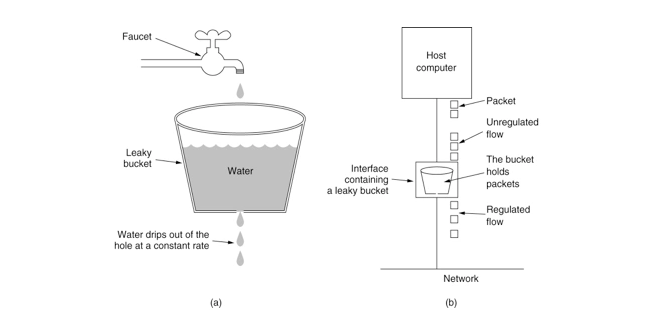 Faucet
Leaky
bucket
Water
Water drips out of the
hole at a constant rate
(a)
Host
computer
Packet
Unregulated
flow
Interface
containing
a leaky bucket
The bucket
holds
packets
Regulated
flow
Network
(b)